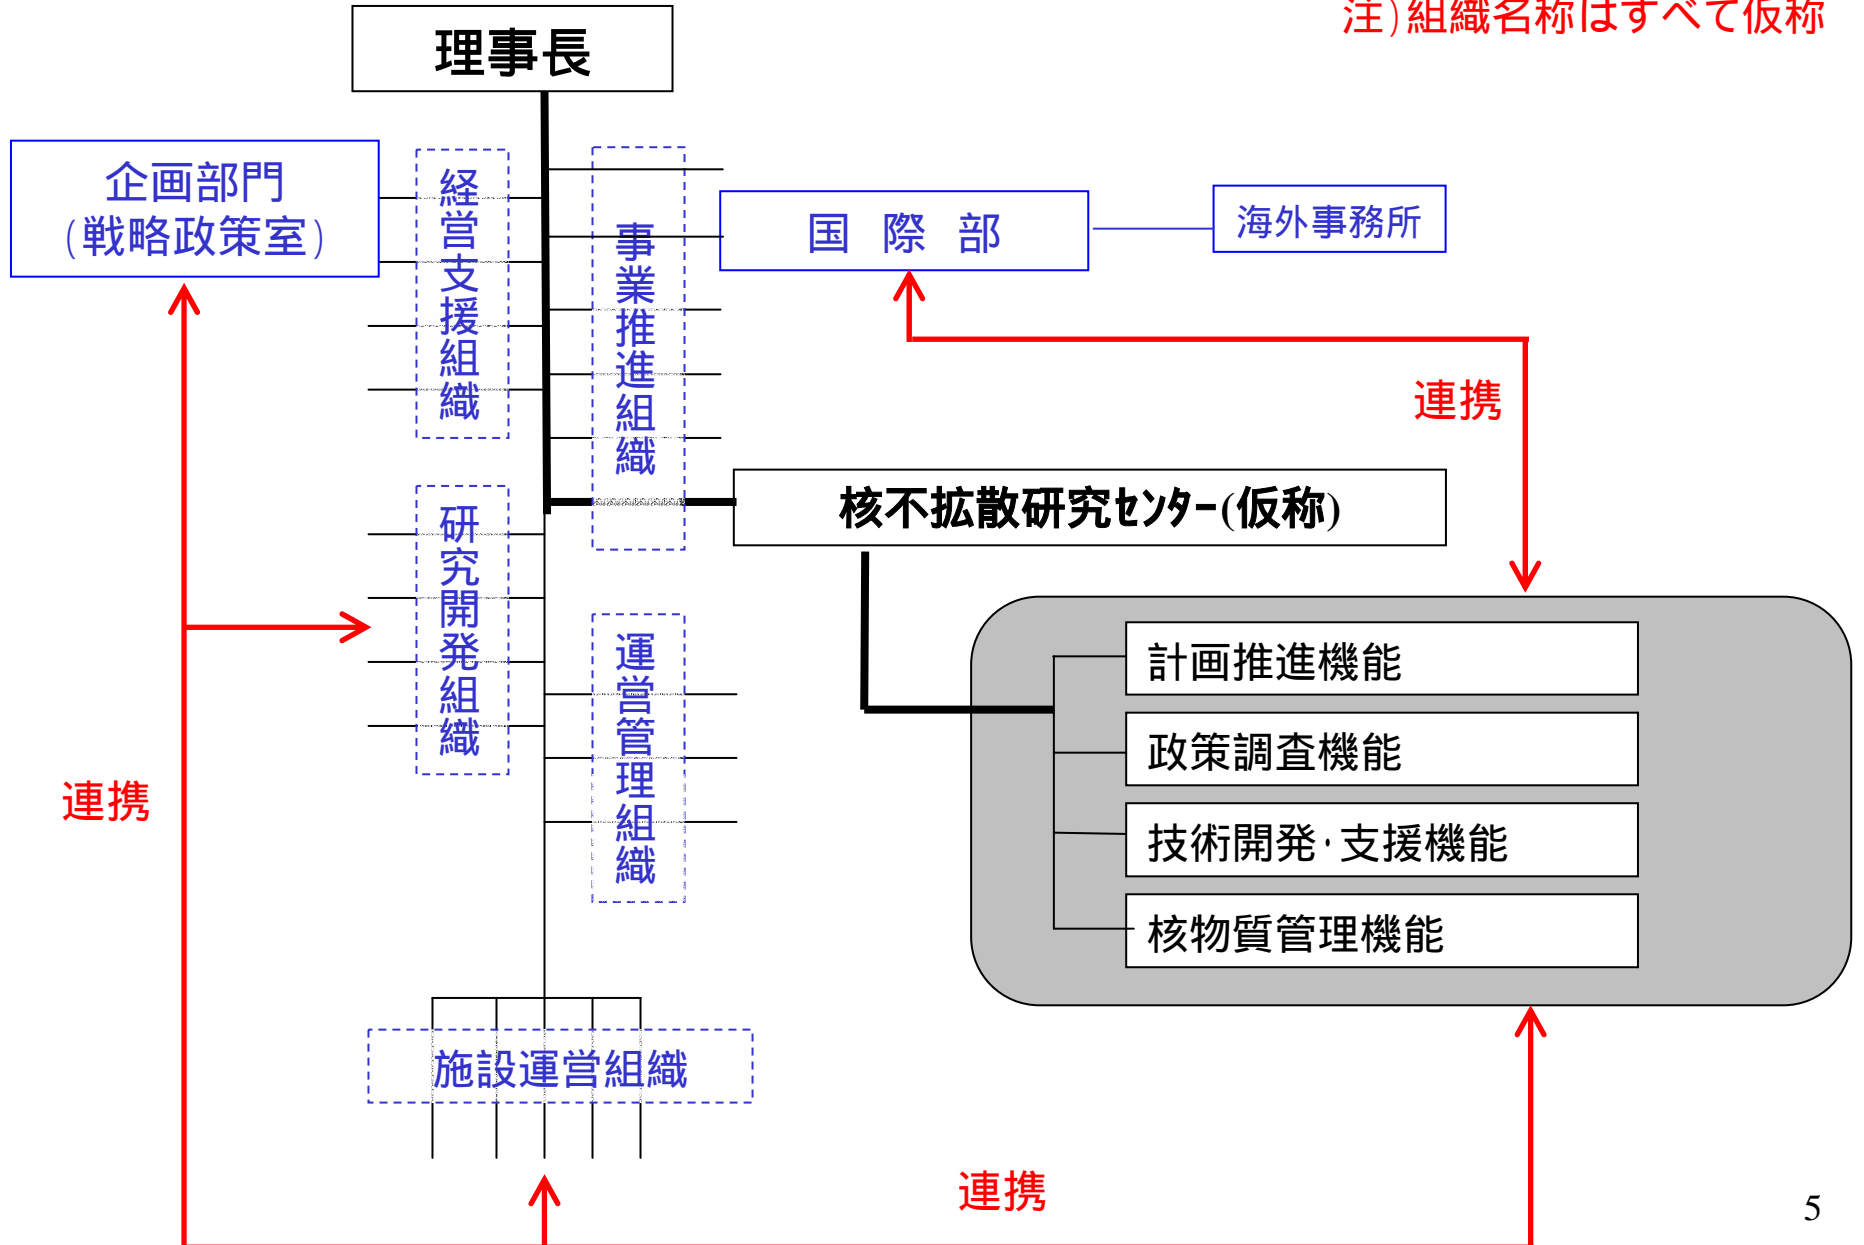 注)組織名称はすべて仮称
理事長
企画部門
(戦略政策室)
経営支援組織
事業推進組織
国 際 部
海外事務所
連携
核不拡散研究ｾﾝﾀｰ(仮称)
研究開発組織
運営管理組織
計画推進機能
政策調査機能
技術開発・支援機能
核物質管理機能
連携
施設運営組織
連携
5